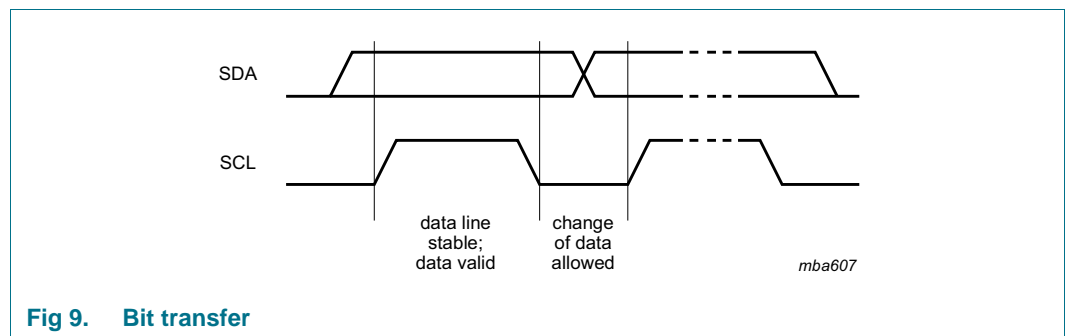 SDA
SCL
data line
stable;
data valid
change
of data
allowed
mba607
Fig 9. Bit transfer